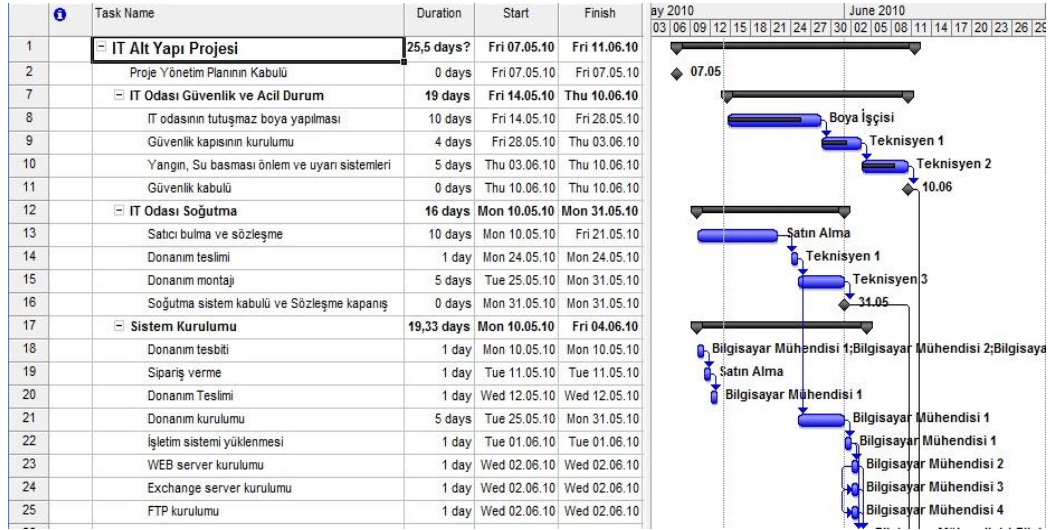 Task Name Duration Start Finish ay 2010 June 2010
03 06 09 12 15 18 21 24 27 30 02 05 08 11 14 17 20 23 26 29
1 IT Alt Yapı Projesi 25,5 days? Fri 07.05.10 Fri 11.06.10
2 Proje Yönetim Planının Kabulü 0 days Fri 07.05.10 Fri 07.05.10 07.05
7 IT Odası Güvenlik ve Acil Durum 19 days Fri 14.05.10 Thu 10.06.10
8 IT odasının tutuşmaz boya yapılması 10 days Fri 14.05.10 Fri 28.05.10 Boya İşçisi
9 Güvenlik kapısının kurulumu 4 days Fri 28.05.10 Thu 03.06.10 Teknisyen 1
10 Yangın, Su basması önlem ve uyarı sistemleri 5 days Thu 03.06.10 Thu 10.06.10 Teknisyen 2
11 Güvenlik kabulü 0 days Thu 10.06.10 Thu 10.06.10 10.06
12 IT Odası Soğutma 16 days Mon 10.05.10 Mon 31.05.10
13 Satıcı bulma ve sözleşme 10 days Mon 10.05.10 Fri 21.05.10 Satın Alma
14 Donanım teslimi 1 day Mon 24.05.10 Mon 24.05.10 Teknisyen 1
15 Donanım montajı 5 days Tue 25.05.10 Mon 31.05.10 Teknisyen 3
16 Soğutma sistem kabulü ve Sözleşme kapanış 0 days Mon 31.05.10 Mon 31.05.10 31.05
17 Sistem Kurulumu 19,33 days Mon 10.05.10 Fri 04.06.10
18 Donanım tesbiti 1 day Mon 10.05.10 Mon 10.05.10 Bilgisayar Mühendisi 1;Bilgisayar Mühendisi 2;Bilgisaya
19 Sipariş verme 1 day Tue 11.05.10 Tue 11.05.10 Satın Alma
20 Donanım Teslimi 1 day Wed 12.05.10 Wed 12.05.10 Bilgisayar Mühendisi 1
21 Donanım kurulumu 5 days Tue 25.05.10 Mon 31.05.10 Bilgisayar Mühendisi 1
22 İşletim sistemi yüklenmesi 1 day Tue 01.06.10 Tue 01.06.10 Bilgisayar Mühendisi 1
23 WEB server kurulumu 1 day Wed 02.06.10 Wed 02.06.10 Bilgisayar Mühendisi 2
24 Exchange server kurulumu 1 day Wed 02.06.10 Wed 02.06.10 Bilgisayar Mühendisi 3
25 FTP kurulumu 1 day Wed 02.06.10 Wed 02.06.10 Bilgisayar Mühendisi 4